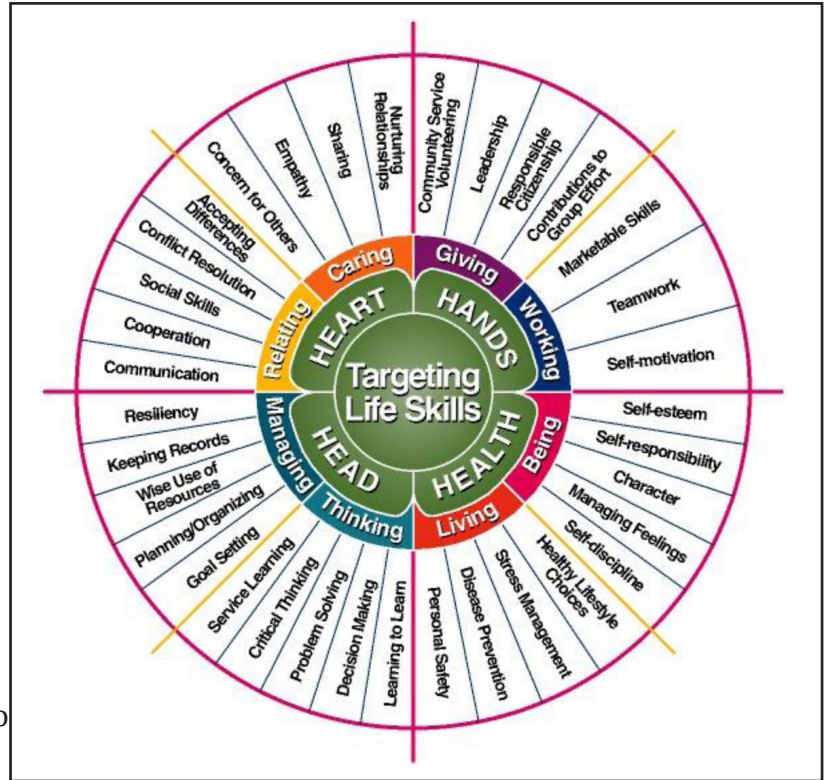 Targeting
Life Skills
HEART
HANDS
HEALTH
HEAD
Caring
Giving
Working
Being
Living
Thinking
Managing
Relating
Nurturing
Relationships
Sharing
Empathy
Concern for Others
Accepting
Differences
Conflict Resolution
Social Skills
Cooperation
Communication
Community Service
Volunteering
Leadership
Responsible
Citizenship
Contributions to
Group Effort
Marketable Skills
Teamwork
Self-motivation
Self-esteem
Self-responsibility
Character
Managing Feelings
Self-discipline
Healthy Lifestyle
Choices
Stress Management
Disease Prevention
Personal Safety
Learning to Learn
Decision Making
Problem Solving
Critical Thinking
Service Learning
Goal Setting
Planning/Organizing
Wise Use of
Resources
Keeping Records
Resiliency